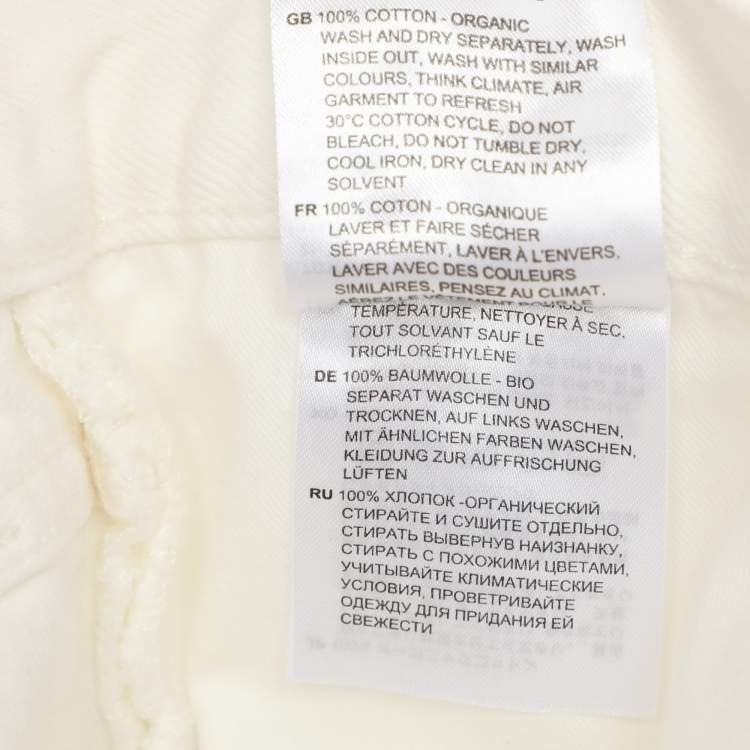 GB 100% COTTON - ORGANIC
WASH AND DRY SEPARATELY, WASH
INSIDE OUT, WASH WITH SIMILAR
COLOURS, THINK CLIMATE, AIR
GARMENT TO REFRESH
30°C COTTON CYCLE, DO NOT
BLEACH, DO NOT TUMBLE DRY,
COOL IRON, DRY CLEAN IN ANY
SOLVENT
FR 100% COTON - ORGANIQUE
LAVER ET FAIRE SÉCHER
SÉPARÉMENT, LAVER À L'ENVERS,
LAVER AVEC DES COULEURS
SIMILAIRES, PENSEZ AU CLIMAT.
AÉREZ LE VÊTEMENT POUR LE
TEMPÉRATURE, NETTOYER À SEC.
TOUT SOLVANT SAUF LE
TRICHLORÉTHYLÈNE
DE 100% BAUMWOLLE - BIO
SEPARAT WASCHEN UND
TROCKNEN, AUF LINKS WASCHEN,
MIT ÄHNLICHEN FARBEN WASCHEN,
KLEIDUNG ZUR AUFFRISCHUNG
LÜFTEN
RU 100% ХЛОПОК -ОРГАНИЧЕСКИЙ
СТИРАЙТЕ И СУШИТЕ ОТДЕЛЬНО,
СТИРАТЬ ВЫВЕРНУВ НАИЗНАНКУ,
СТИРАТЬ С ПОХОЖИМИ ЦВЕТАМИ,
УЧИТЫВАЙТЕ КЛИМАТИЧЕСКИЕ
УСЛОВИЯ, ПРОВЕТРИВАЙТЕ
ОДЕЖДУ ДЛЯ ПРИДАНИЯ ЕЙ
СВЕЖЕСТИ